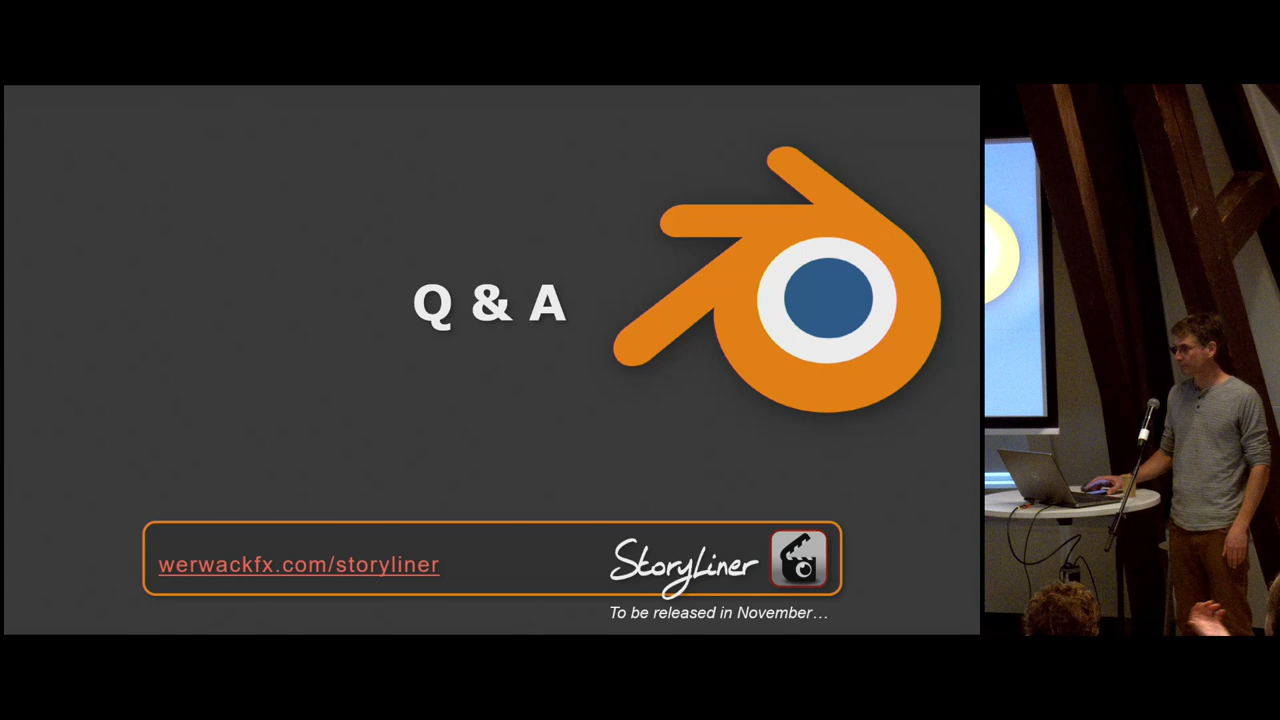 Q & A
werwackfx.com/storyliner
StoryLiner
To be released in November...